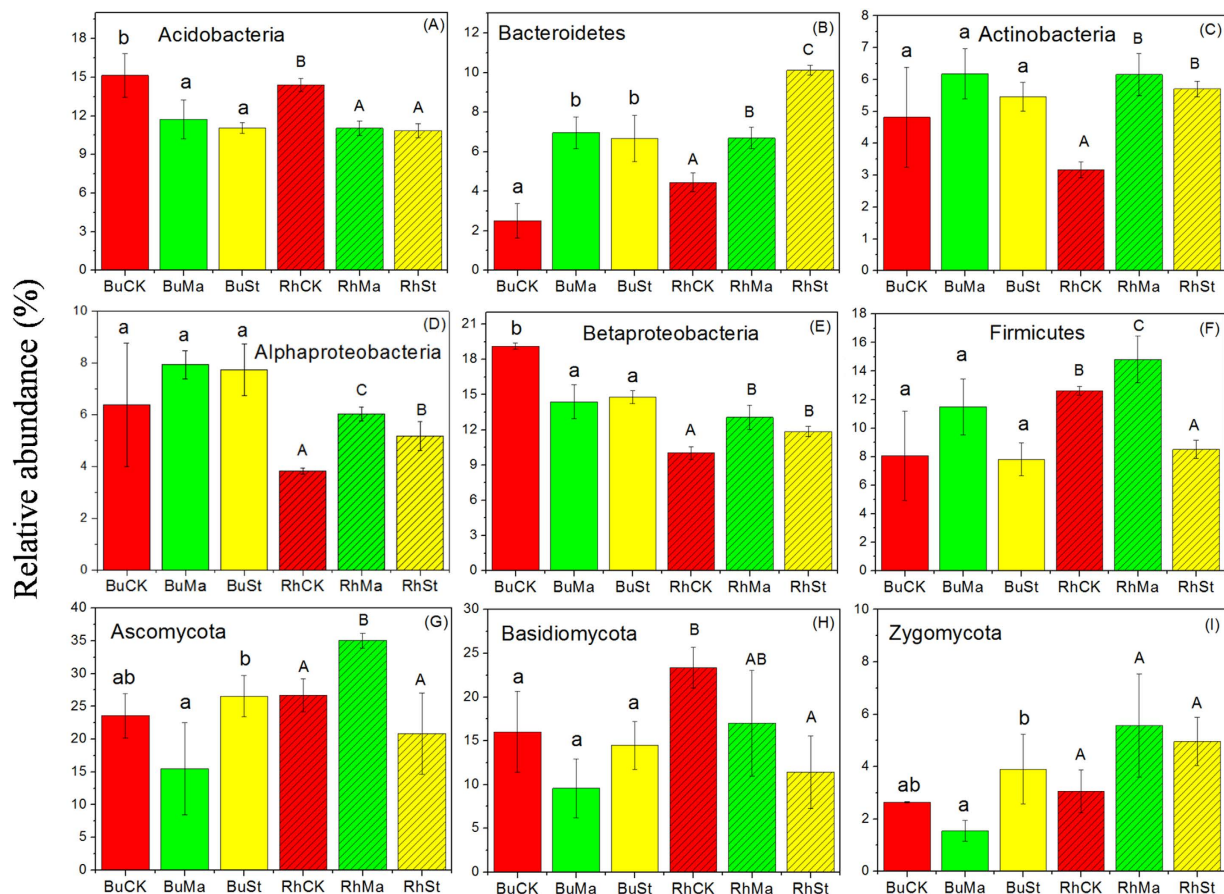 Relative abundance (%)
Acidobacteria
(A)
18
15
12
9
6
3
0
b
a
a
B
A
A
BuCK BuMa BuSt RhCK RhMa RhSt
Bacteroidetes
(B)
12
10
8
6
4
2
0
a
b
b
A
B
C
BuCK BuMa BuSt RhCK RhMa RhSt
Actinobacteria
(C)
8
7
6
5
4
3
2
1
0
a
a
a
A
B
B
BuCK BuMa BuSt RhCK RhMa RhSt
Alphaproteobacteria
(D)
10
8
6
4
2
0
a
a
a
A
C
B
BuCK BuMa BuSt RhCK RhMa RhSt
Betaproteobacteria
(E)
21
18
15
12
9
6
3
0
b
a
a
A
B
B
BuCK BuMa BuSt RhCK RhMa RhSt
Firmicutes
(F)
18
16
14
12
10
8
6
4
2
0
a
a
a
B
C
A
BuCK BuMa BuSt RhCK RhMa RhSt
Ascomycota
(G)
40
35
30
25
20
15
10
5
0
ab
a
b
A
B
A
BuCK BuMa BuSt RhCK RhMa RhSt
Basidiomycota
(H)
30
25
20
15
10
5
0
a
a
a
B
AB
A
BuCK BuMa BuSt RhCK RhMa RhSt
Zygomycota
(I)
10
8
6
4
2
0
ab
a
b
A
A
A
BuCK BuMa BuSt RhCK RhMa RhSt